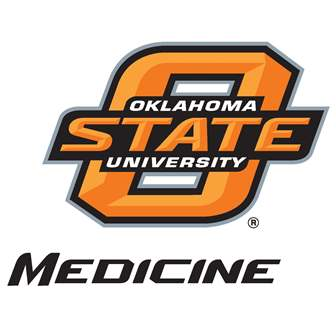 OKLAHOMA
STATE
UNIVERSITY
®
MEDICINE